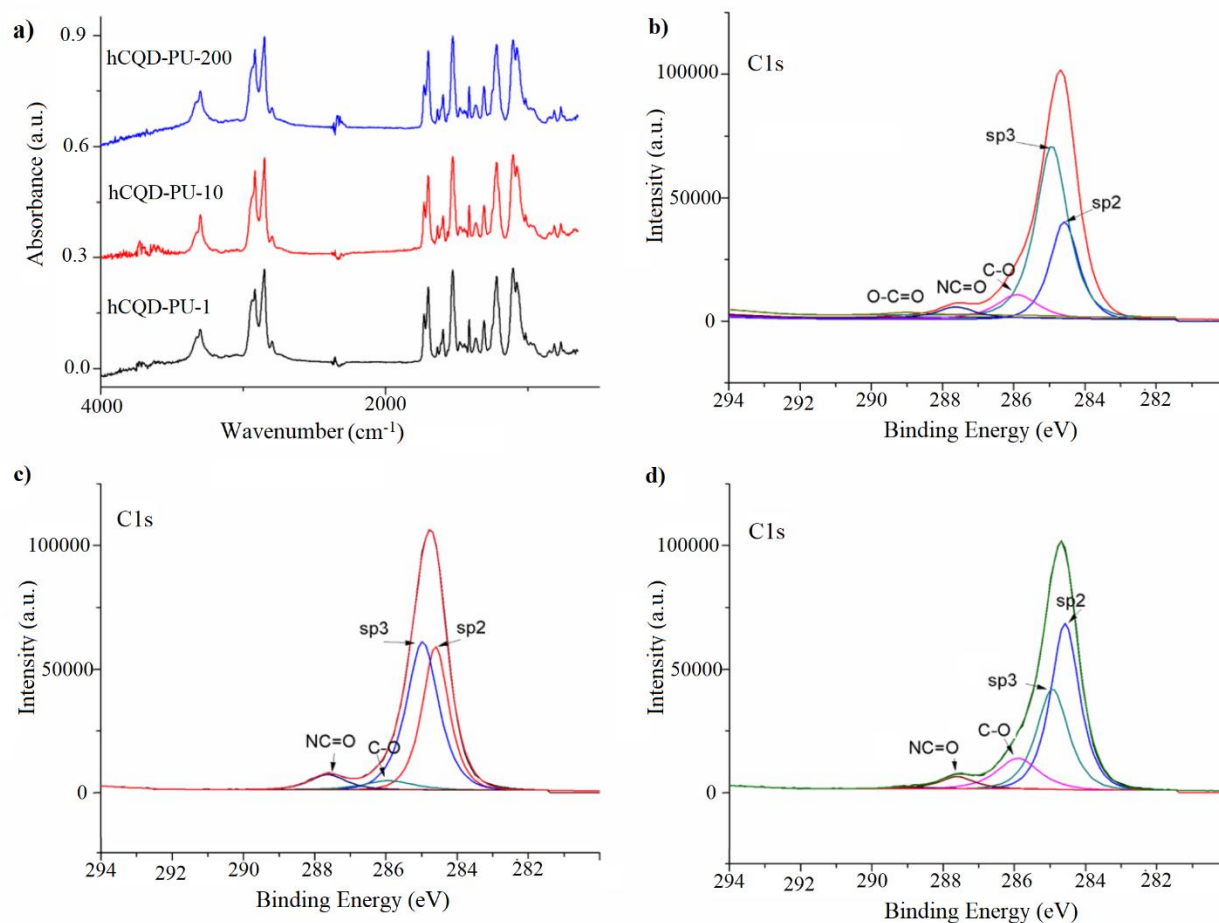 a)
0.9
hCQD-PU-200
0.6
hCQD-PU-10
0.3
hCQD-PU-1
0.0
Absorbance (a.u.)
4000 2000
Wavenumber (cm-1)
b)
C1s
100000
50000
0
Intensity (a.u.)
sp3
sp2
C-O
NC=O
O-C=O
294 292 290 288 286 284 282
Binding Energy (eV)
c)
C1s
100000
50000
0
Intensity (a.u.)
sp3 sp2
NC=O C-O
294 292 290 288 286 284 282
Binding Energy (eV)
d)
C1s
100000
50000
0
Intensity (a.u.)
sp2
sp3
C-O
NC=O
294 292 290 288 286 284 282
Binding Energy (eV)